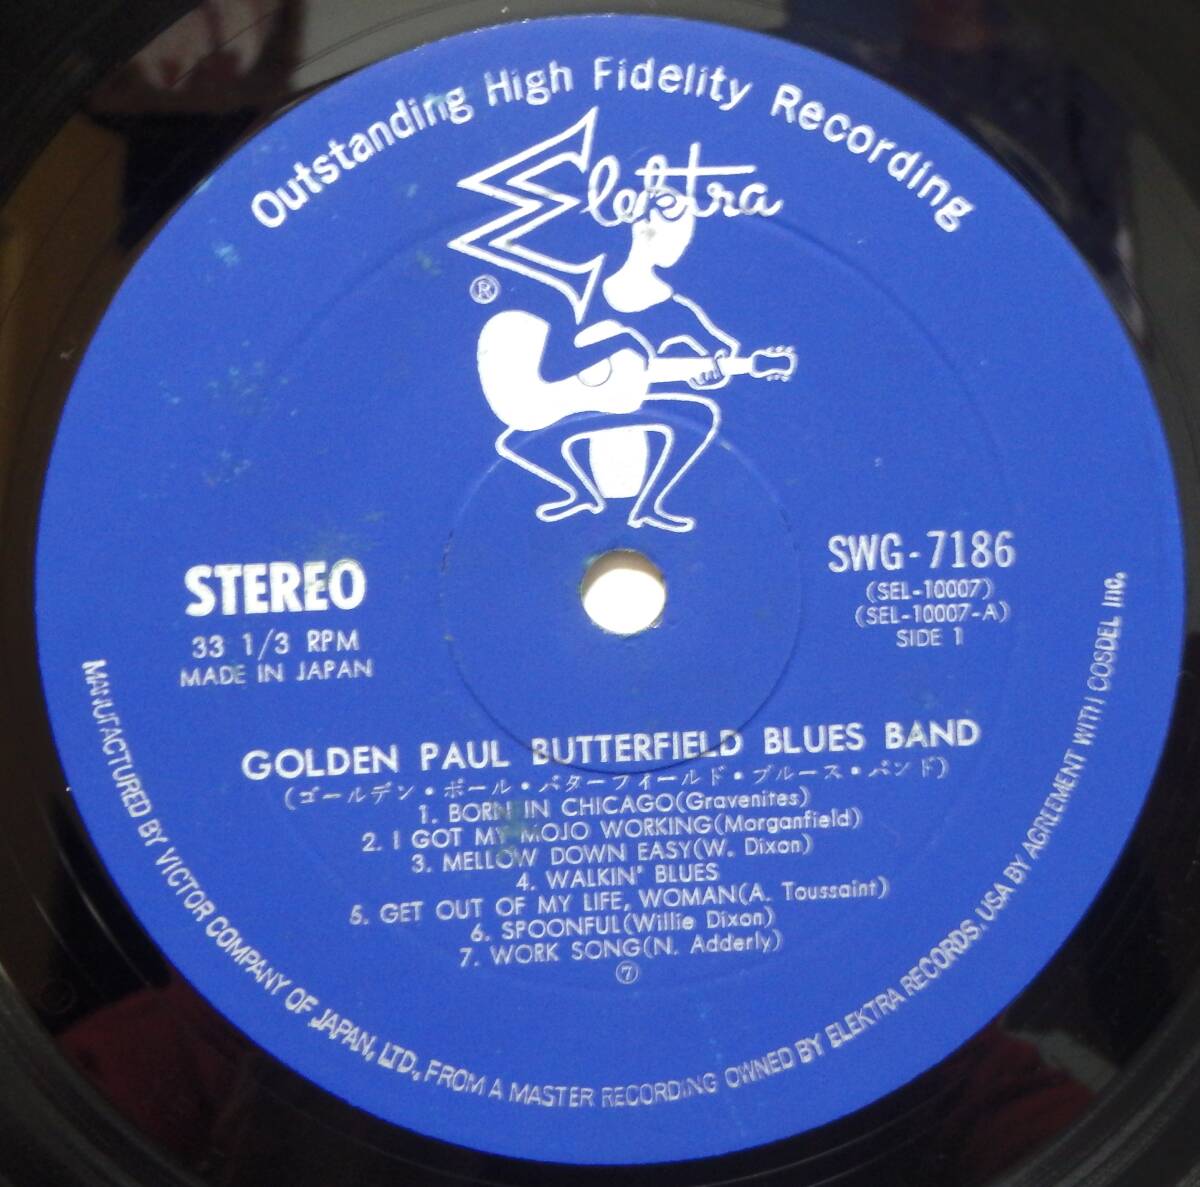 Outstanding High Fidelity Recording
Elektra
®
STEREO
33 1/3 RPM
MADE IN JAPAN
SWG-7186
(SEL-10007)
(SEL-10007-A)
SIDE 1
GOLDEN PAUL BUTTERFIELD BLUES BAND
(ゴールデン・ポール・バターフィールド・ブルース・バンド)
1. BORN IN CHICAGO(Gravenites)
2. I GOT MY MOJO WORKING(Morganfield)
3. MELLOW DOWN EASY(W. Dixon)
4. WALKIN' BLUES
5. GET OUT OF MY LIFE, WOMAN(A. Toussaint)
6. SPOONFUL(Willie Dixon)
7. WORK SONG(N. Adderly)
⑦
MANUFACTURED BY VICTOR COMPANY OF JAPAN, LTD., FROM A MASTER RECORDING OWNED BY ELEKTRA RECORDS. USA BY AGREEMENT WITH COSDEL Inc.